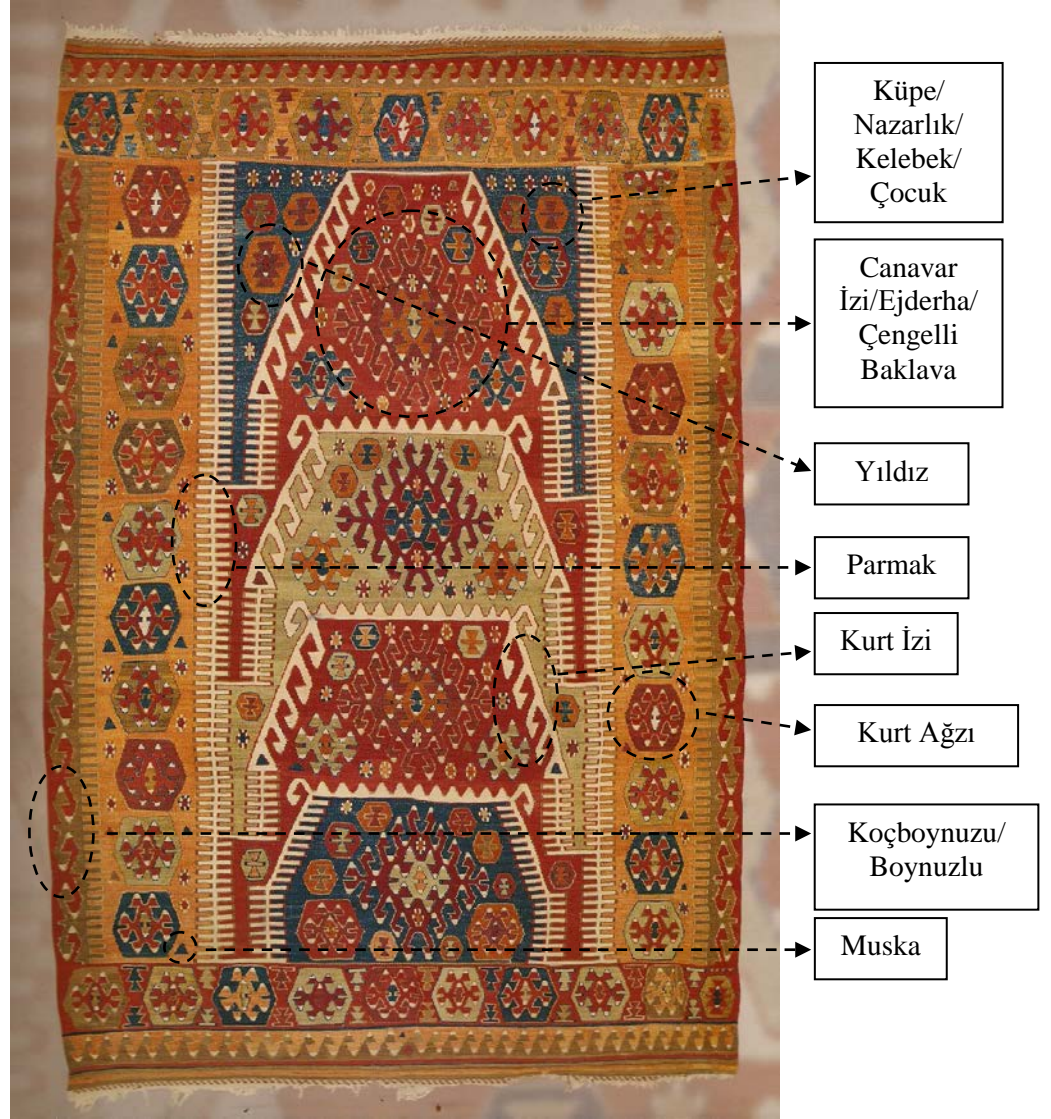 Küpe/
Nazarlık/
Kelebek/
Çocuk
Canavar
İzi/Ejderha/
Çengelli
Baklava
Yıldız
Parmak
Kurt İzi
Kurt Ağzı
Koçboynuzu/
Boynuzlu
Muska